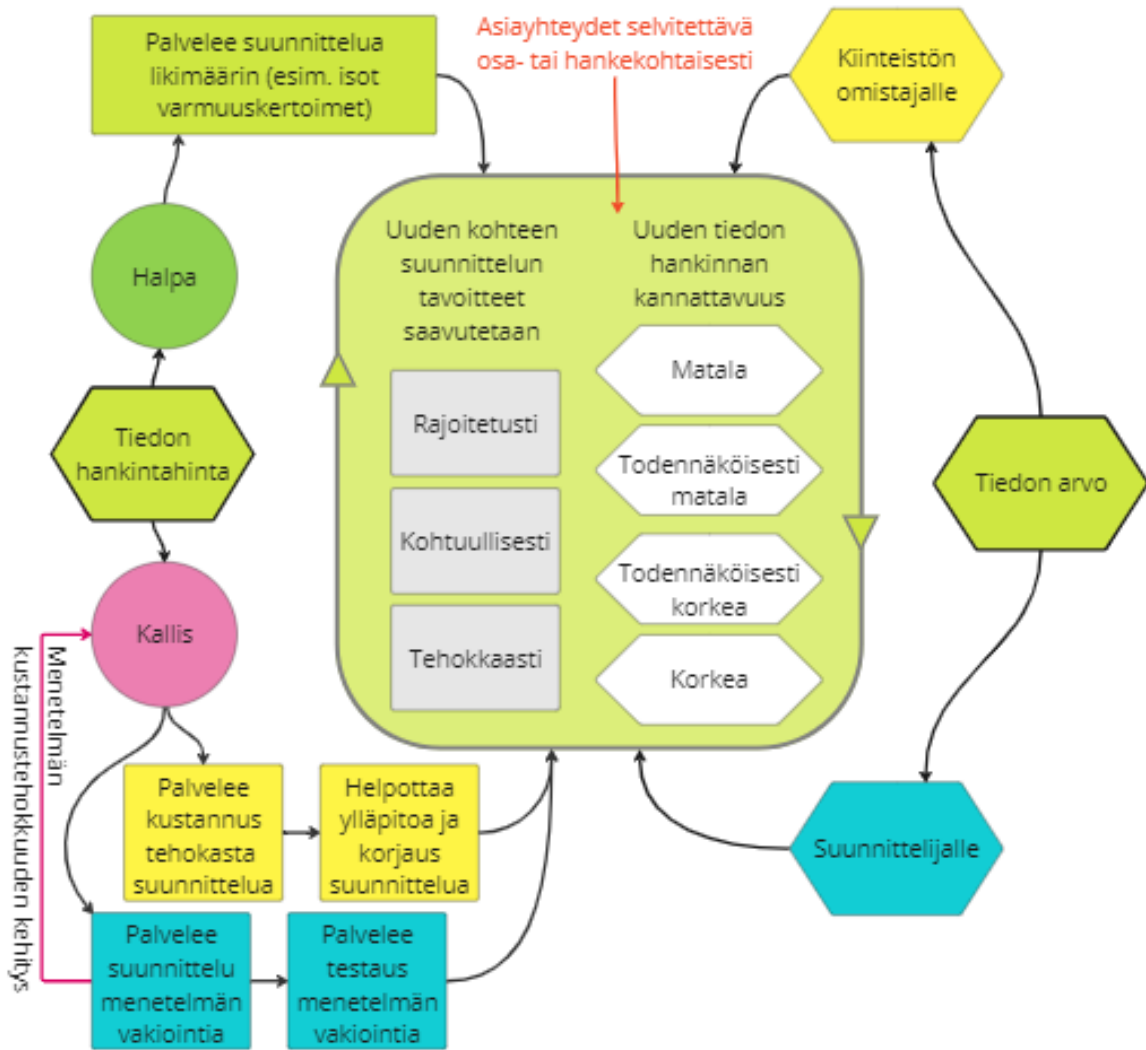 Palvelee suunnittelua
likimäärin (esim. isot
varmuuskertoimet)
Asiayhteydet selvitettävä
osa- tai hankekohtaisesti
Kiinteistön
omistajalle
Halpa
Uuden kohteen
suunnittelun
tavoitteet
saavutetaan
Uuden tiedon
hankinnan
kannattavuus
Matala
Rajoitetusti
Tiedon
hankintahinta
Todennäköisesti
matala
Tiedon arvo
Kohtuullisesti
Todennäköisesti
korkea
Kallis
Tehokkaasti
Korkea
Menetelmän
kustannustehokkuuden kehitys
Palvelee
kustannus
tehokasta
suunnittelua
Helpottaa
ylläpitoa ja
korjaus
suunnittelua
Suunnittelijalle
Palvelee
suunnittelu
menetelmän
vakiointia
Palvelee
testaus
menetelmän
vakiointia